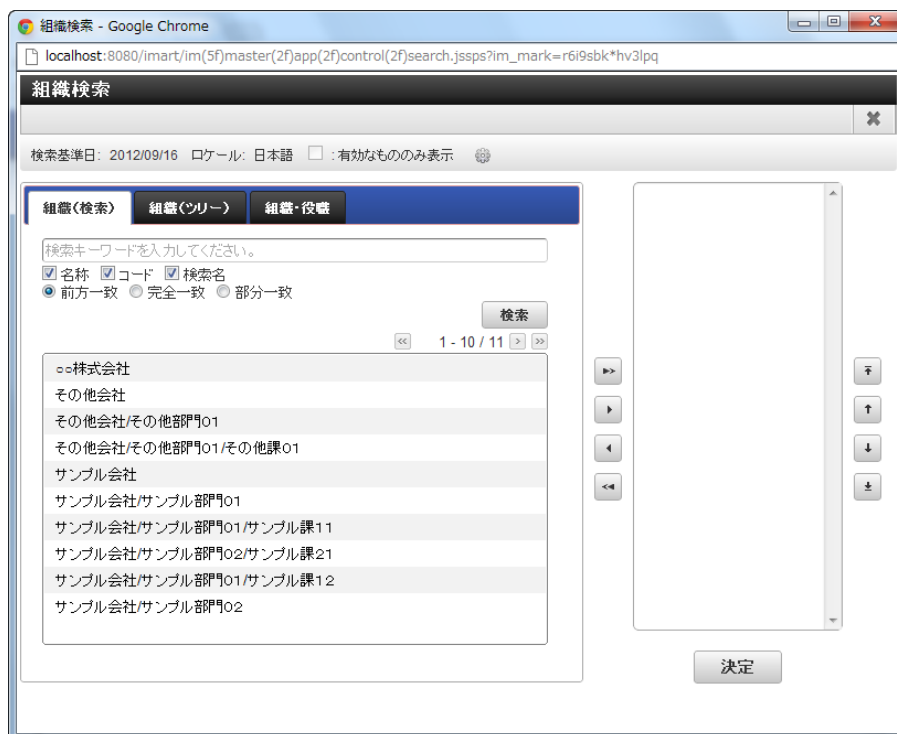 組織検索 - Google Chrome
localhost:8080/imart/im(5f)master(2f)app(2f)control(2f)search.jssps?im_mark=r6i9sbk*hv3lpq
組織検索
検索基準日: 2012/09/16 ロケール: 日本語 :有効なもののみ表示
組織(検索) 組織(ツリー) 組織・役職
検索キーワードを入力してください。
名称 コード 検索名
前方一致 完全一致 部分一致
検索
1 - 10 / 11
○○株式会社
その他会社
その他会社/その他部門01
その他会社/その他部門01/その他課01
サンプル会社
サンプル会社/サンプル部門01
サンプル会社/サンプル部門01/サンプル課11
サンプル会社/サンプル部門02/サンプル課21
サンプル会社/サンプル部門01/サンプル課12
サンプル会社/サンプル部門02
決定